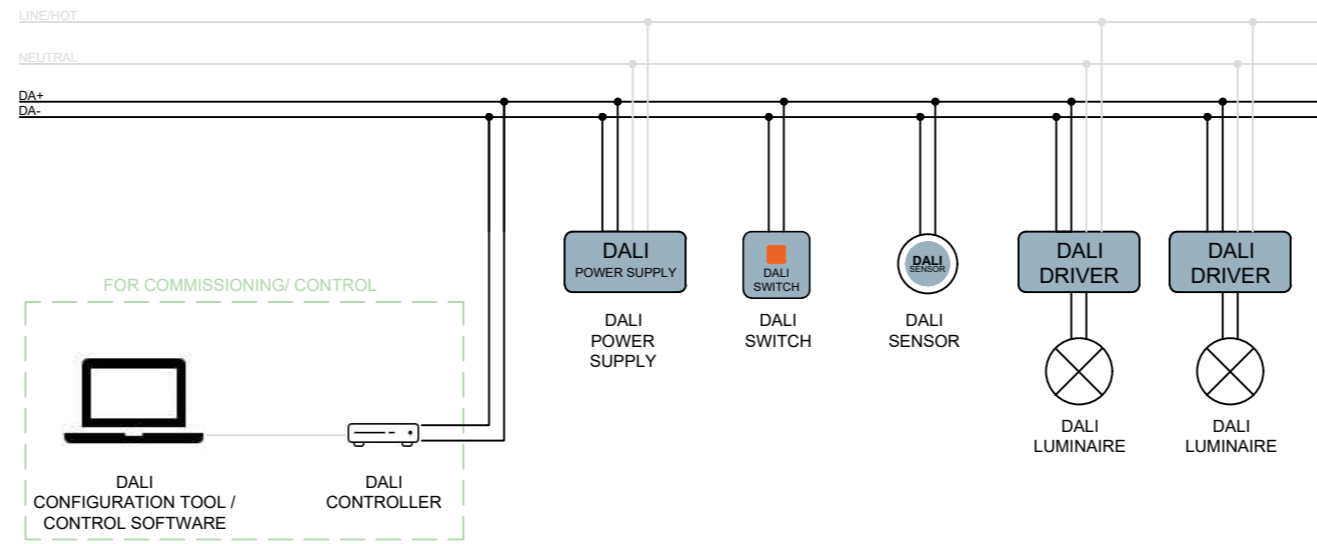 LINE/HOT
NEUTRAL
DA+
DA-
DALI
POWER SUPPLY
DALI
SWITCH
DALI
SENSOR
DALI
DRIVER
DALI
DRIVER
FOR COMMISSIONING/ CONTROL
DALI
POWER
SUPPLY
DALI
SWITCH
DALI
SENSOR
DALI
LUMINAIRE
DALI
LUMINAIRE
DALI
CONFIGURATION TOOL /
CONTROL SOFTWARE
DALI
CONTROLLER